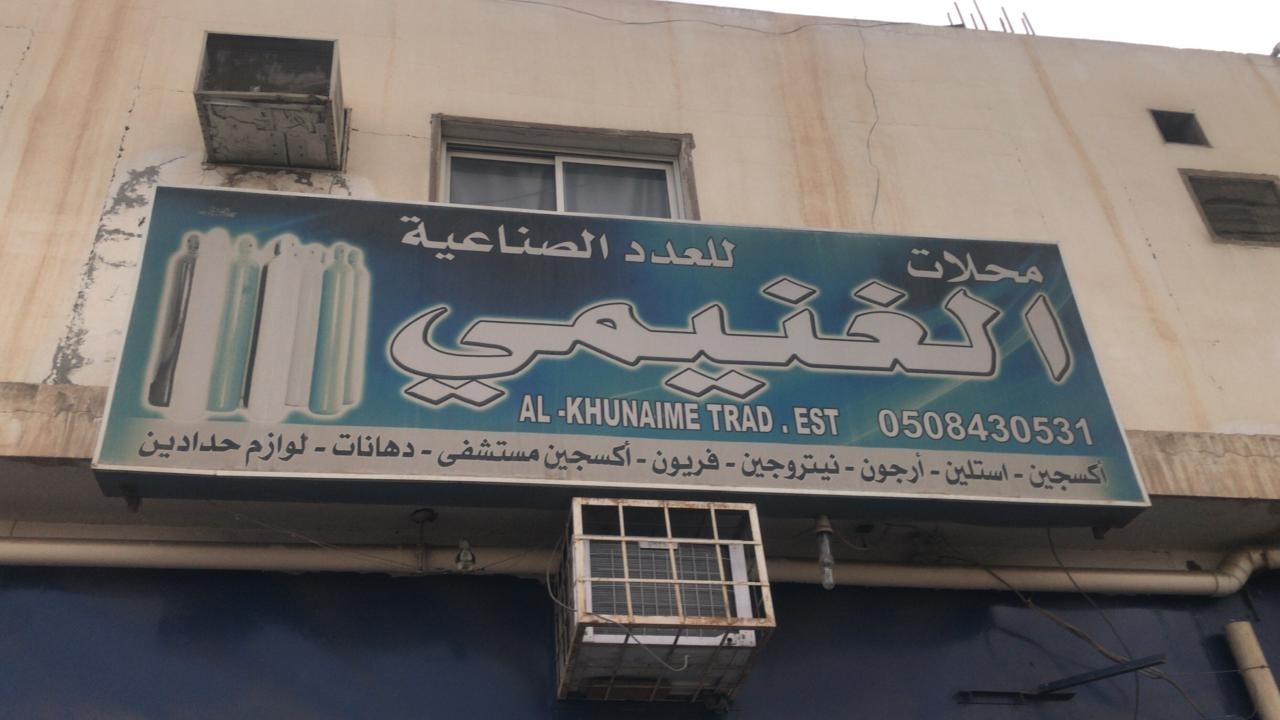 محلات للعدد الصناعية
الغنيمي
AL -KHUNAIME TRAD . EST 0508430531
أكسجين - استلين - أرجون - نيتروجين - فريون - أكسجين مستشفى - دهانات - لوازم حدادين